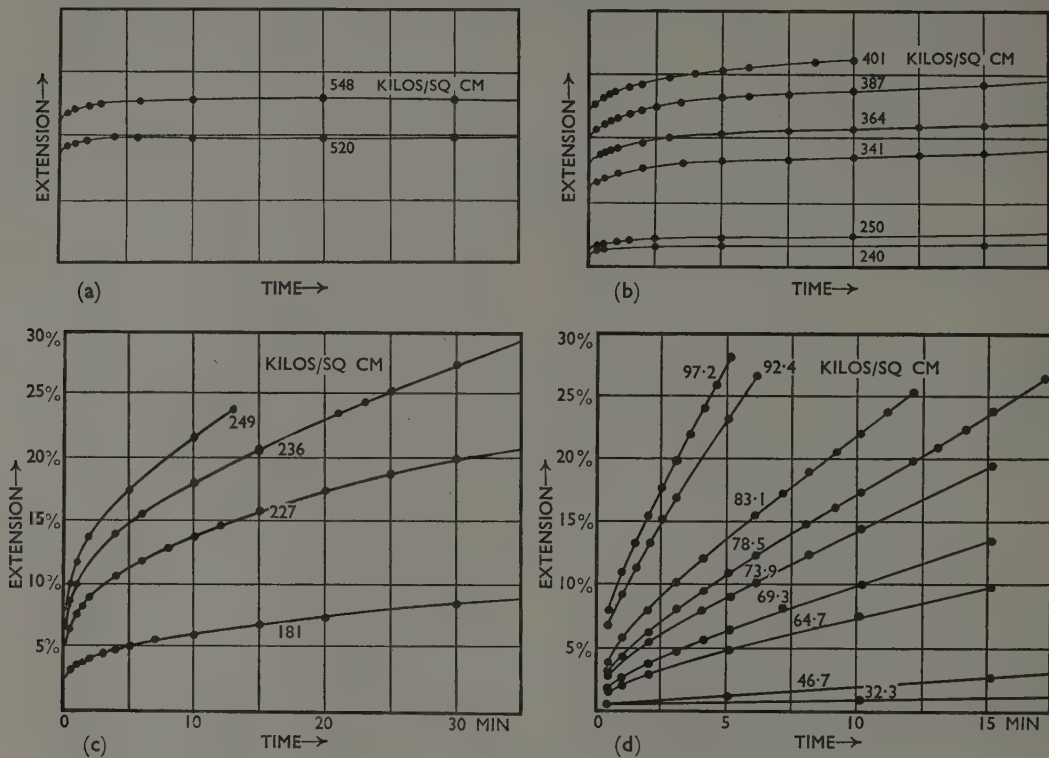 548
KILOS/SQ CM
520
EXTENSION→
TIME→
(a)
401 KILOS/SQ CM
387
364
341
250
240
EXTENSION→
TIME→
(b)
30%
25%
20%
15%
10%
5%
KILOS/SQ CM
249
236
227
181
EXTENSION→
0 10 20 30 MIN
TIME→
(c)
30%
25%
20%
15%
10%
5%
97·2
92·4
KILOS/SQ CM
83·1
78·5
73·9
69·3
64·7
46·7
32·3
EXTENSION→
0 5 10 15 MIN
TIME→
(d)